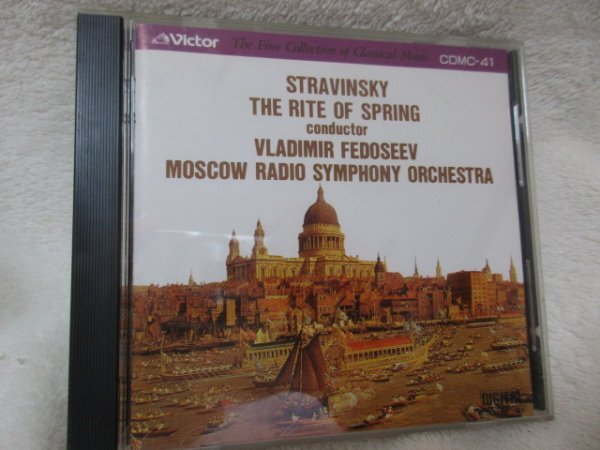 Victor The Fine Collection of Classical Music CDMC-41
STRAVINSKY
THE RITE OF SPRING
conductor
VLADIMIR FEDOSEEV
MOSCOW RADIO SYMPHONY ORCHESTRA
DIGITAL